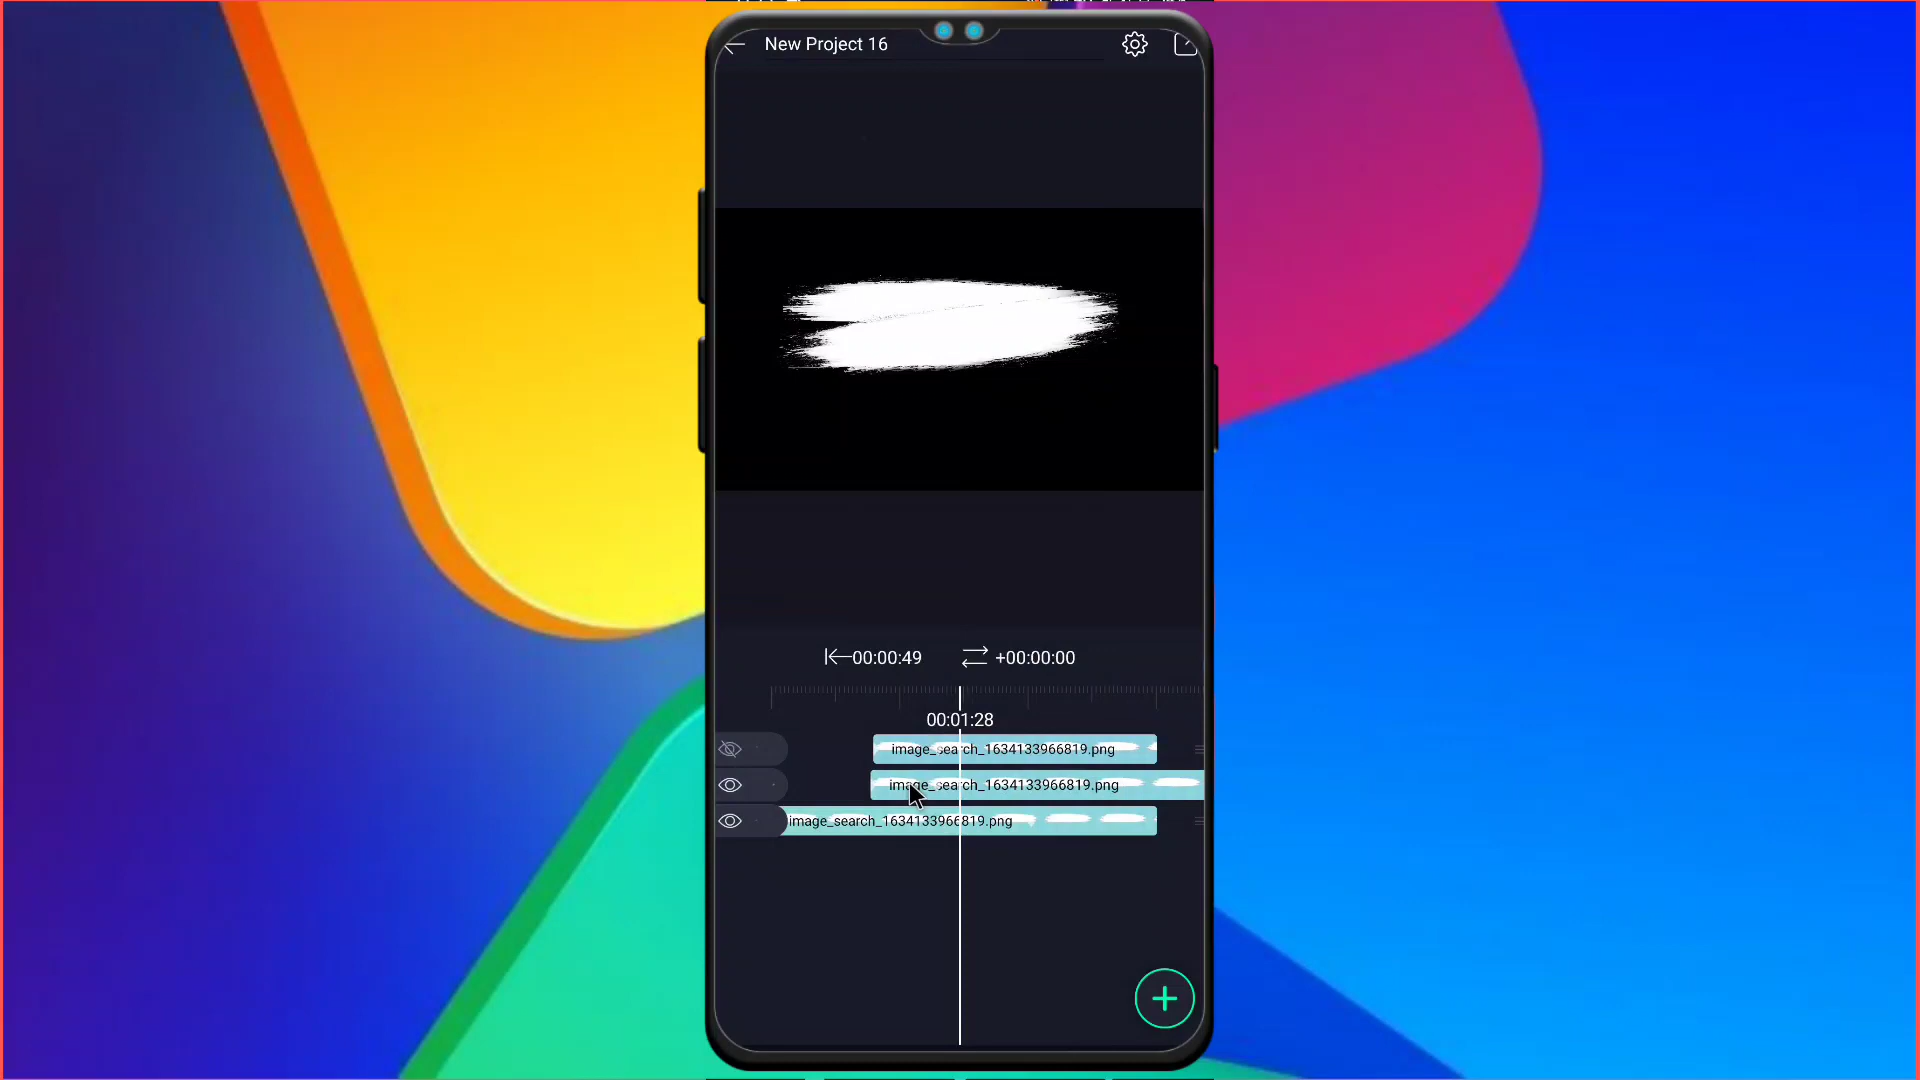 New Project 16
00:00:49
+00:00:00
00:01:28
image_search_1634133966819.png
image_search_1634133966819.png
image_search_1634133966819.png